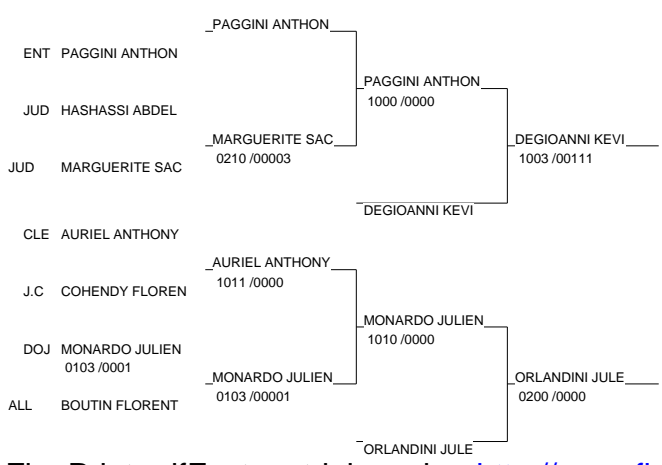 PAGGINI ANTHON
ENT PAGGINI ANTHON
PAGGINI ANTHON
1000 /0000
JUD HASHASSI ABDEL
MARGUERITE SAC
0210 /00003
DEGIOANNI KEVI
1003 /00111
JUD MARGUERITE SAC
DEGIOANNI KEVI
CLE AURIEL ANTHONY
AURIEL ANTHONY
1011 /0000
J.C COHENDY FLOREN
MONARDO JULIEN
1010 /0000
DOJ MONARDO JULIEN
0103 /0001
MONARDO JULIEN
0103 /00001
ORLANDINI JULE
0200 /0000
ALL BOUTIN FLORENT
ORLANDINI JULE